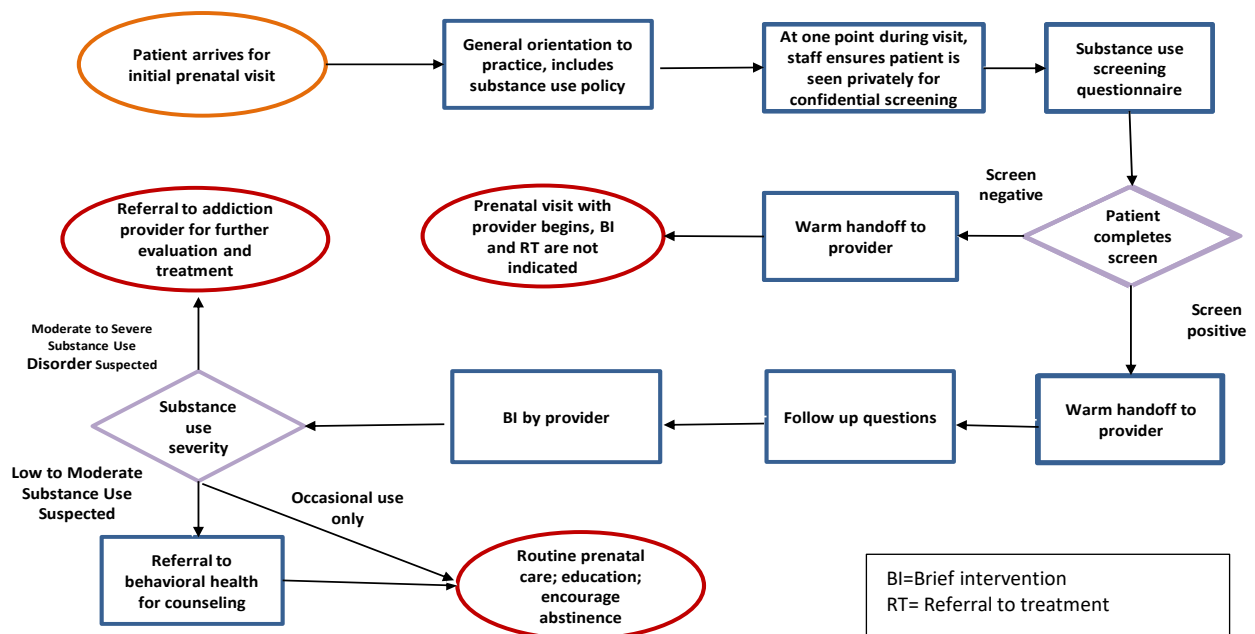 Patient arrives for
initial prenatal visit
General orientation to
practice, includes
substance use policy
At one point during visit,
staff ensures patient is
seen privately for
confidential screening
Substance use
screening
questionnaire
Screen
negative
Patient
completes
screen
Warm handoff to
provider
Prenatal visit with
provider begins, BI
and RT are not
indicated
Referral to addiction
provider for further
evaluation and
treatment
Screen
positive
Warm handoff to
provider
Follow up questions
BI by provider
Substance
use
severity
Moderate to Severe
Substance Use
Disorder Suspected
Low to Moderate
Substance Use
Suspected
Occasional use
only
Referral to
behavioral health
for counseling
Routine prenatal
care; education;
encourage
abstinence
BI=Brief intervention
RT= Referral to treatment